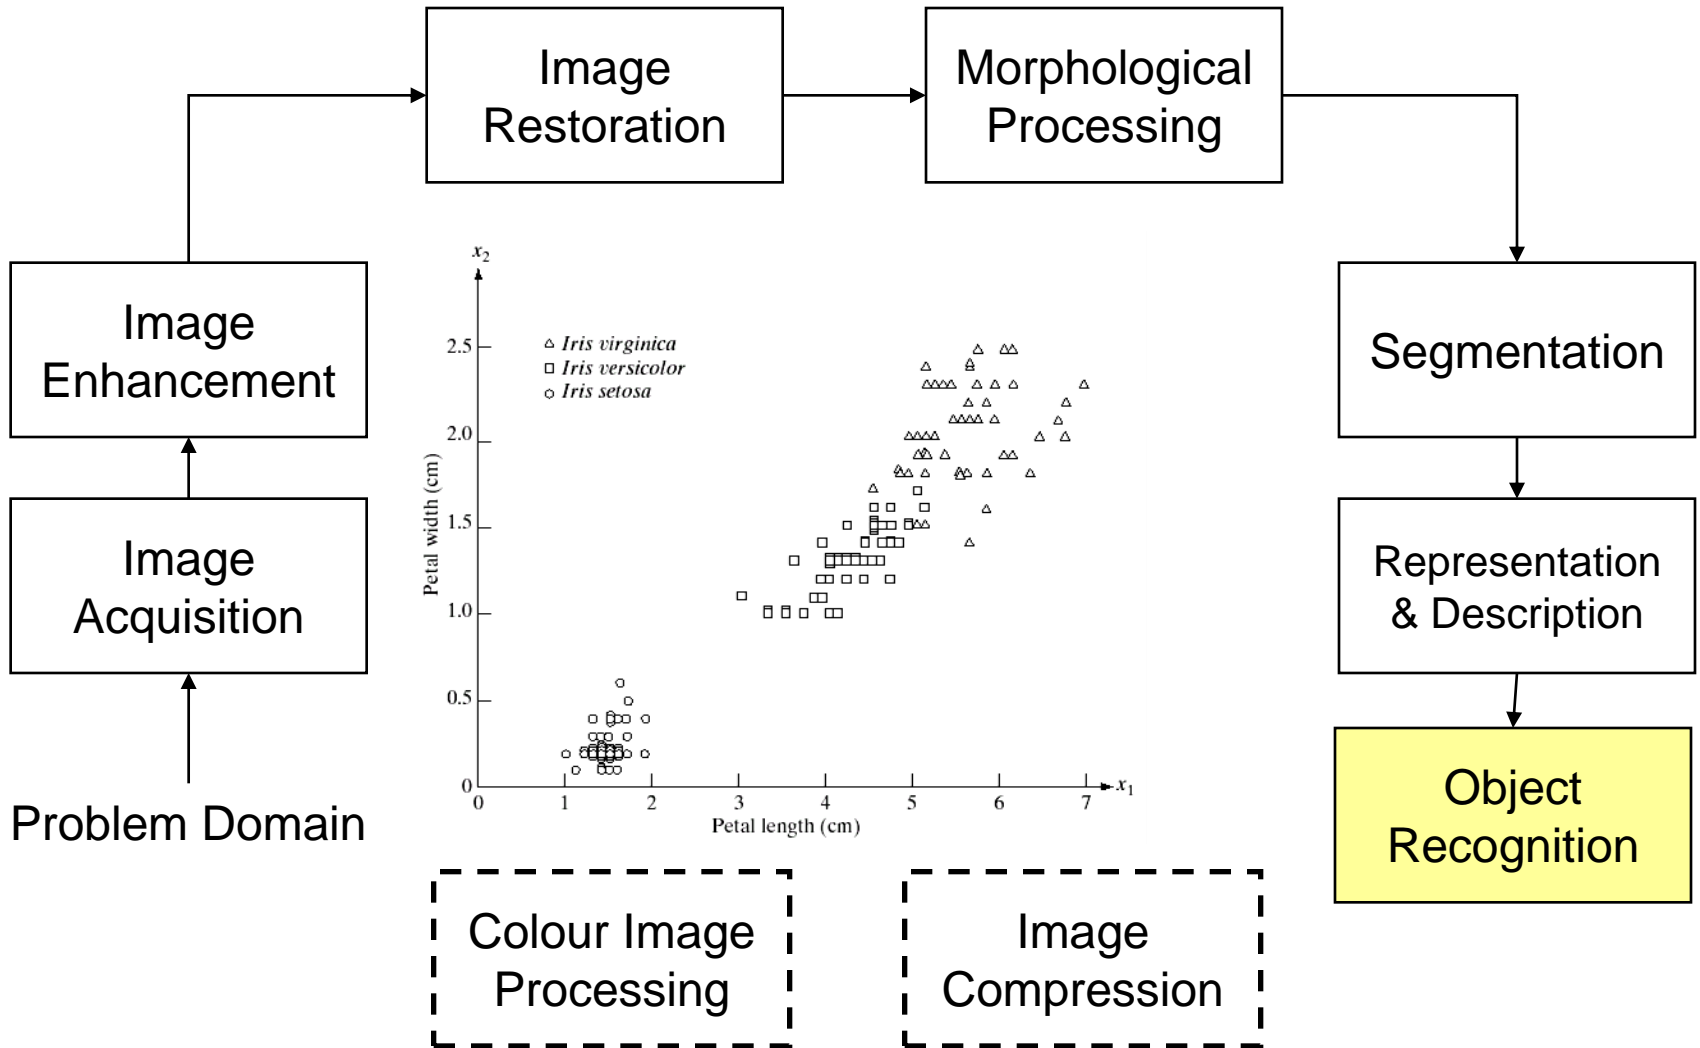 Image
Restoration
Morphological
Processing
Image
Enhancement
Segmentation
Image
Acquisition
Representation
& Description
Problem Domain
Object
Recognition
x2
2.5
2.0
1.5
1.0
0.5
0
Petal width (cm)
Iris virginica
Iris versicolor
Iris setosa
0 1 2 3 4 5 6 7 x1
Petal length (cm)
Colour Image
Processing
Image
Compression